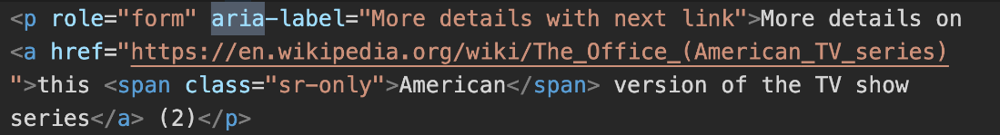 <p role="form" aria-label="More details with next link">More details on
<a href="https://en.wikipedia.org/wiki/The_Office_(American_TV_series)
">this <span class="sr-only">American</span> version of the TV show
series</a> (2)</p>